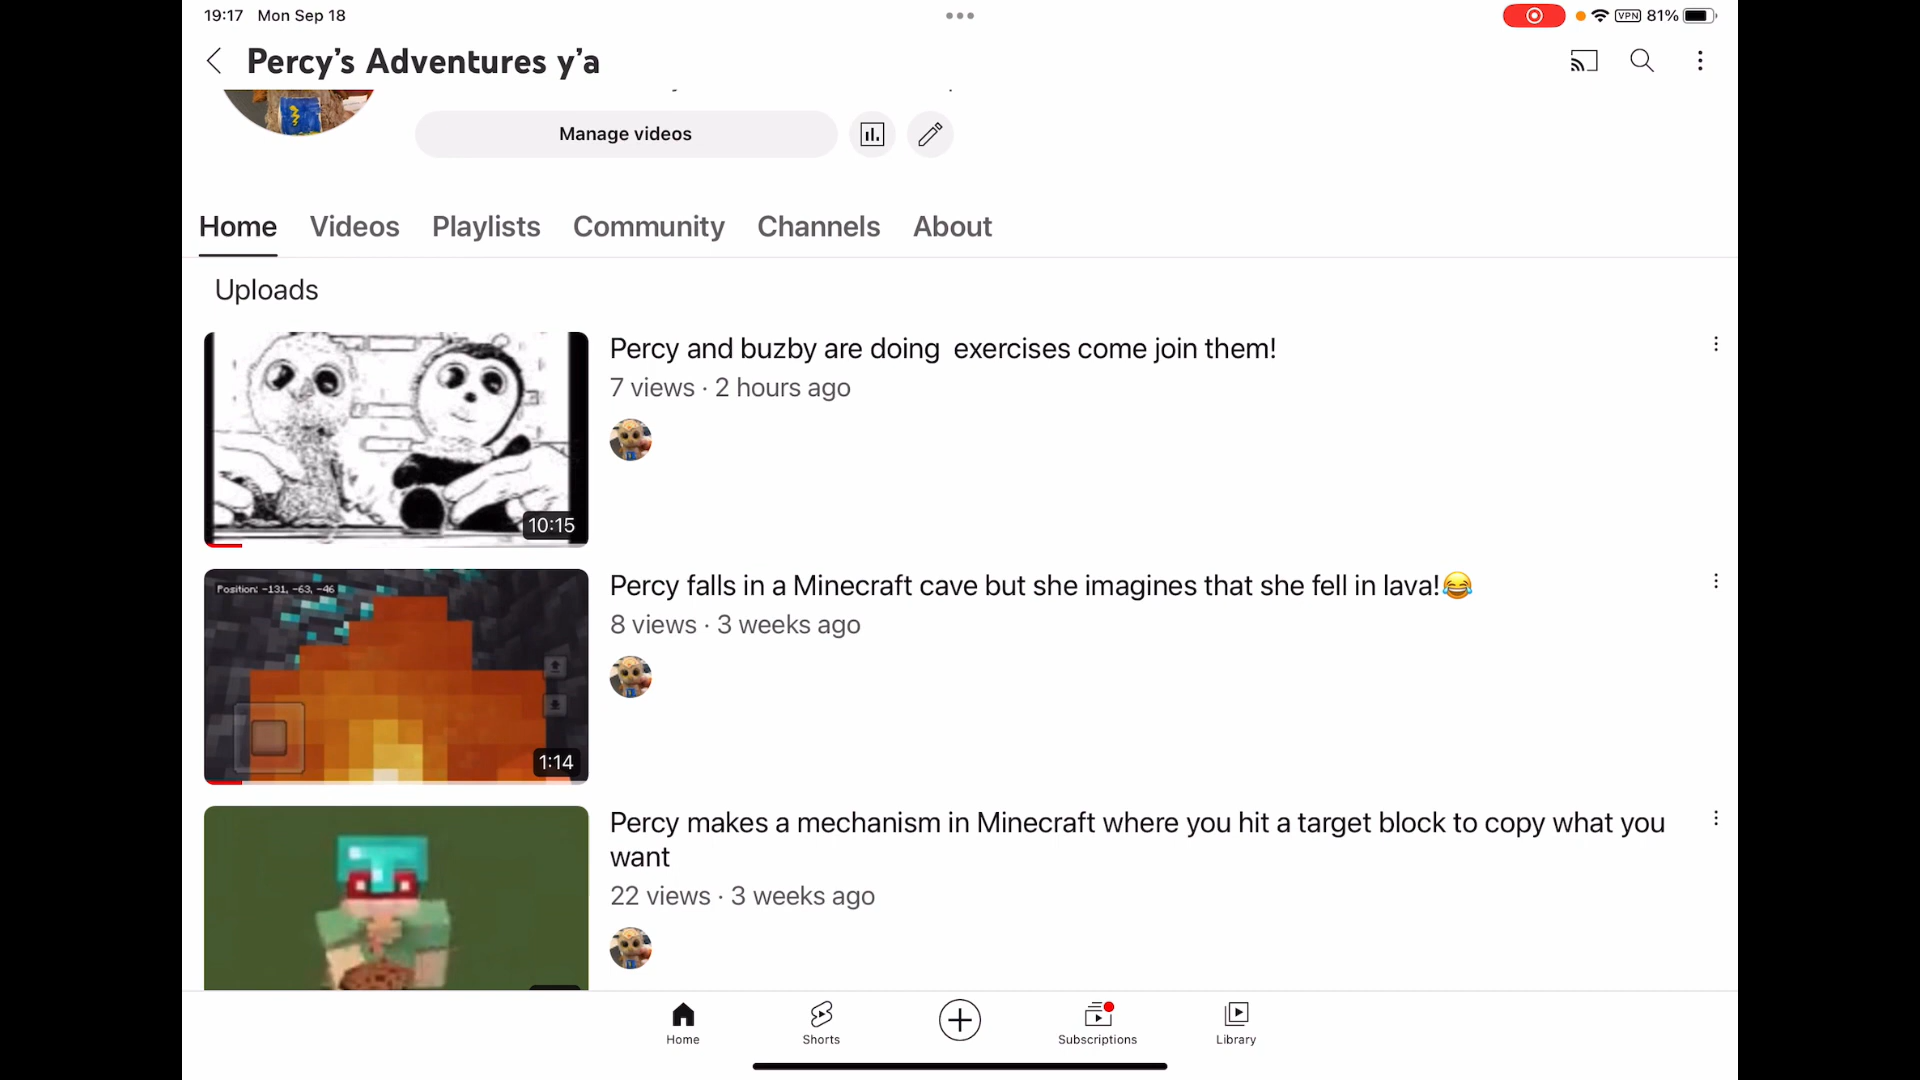 19:17 Mon Sep 18
VPN 81%
Percy's Adventures y'a
Manage videos
Home Videos Playlists Community Channels About
Uploads
Percy and buzby are doing  exercises come join them!
7 views · 2 hours ago
10:15
Position: -131, -63, -46
Percy falls in a Minecraft cave but she imagines that she fell in lava!😂
8 views · 3 weeks ago
1:14
Percy makes a mechanism in Minecraft where you hit a target block to copy what you
want
22 views · 3 weeks ago
Home Shorts Subscriptions Library